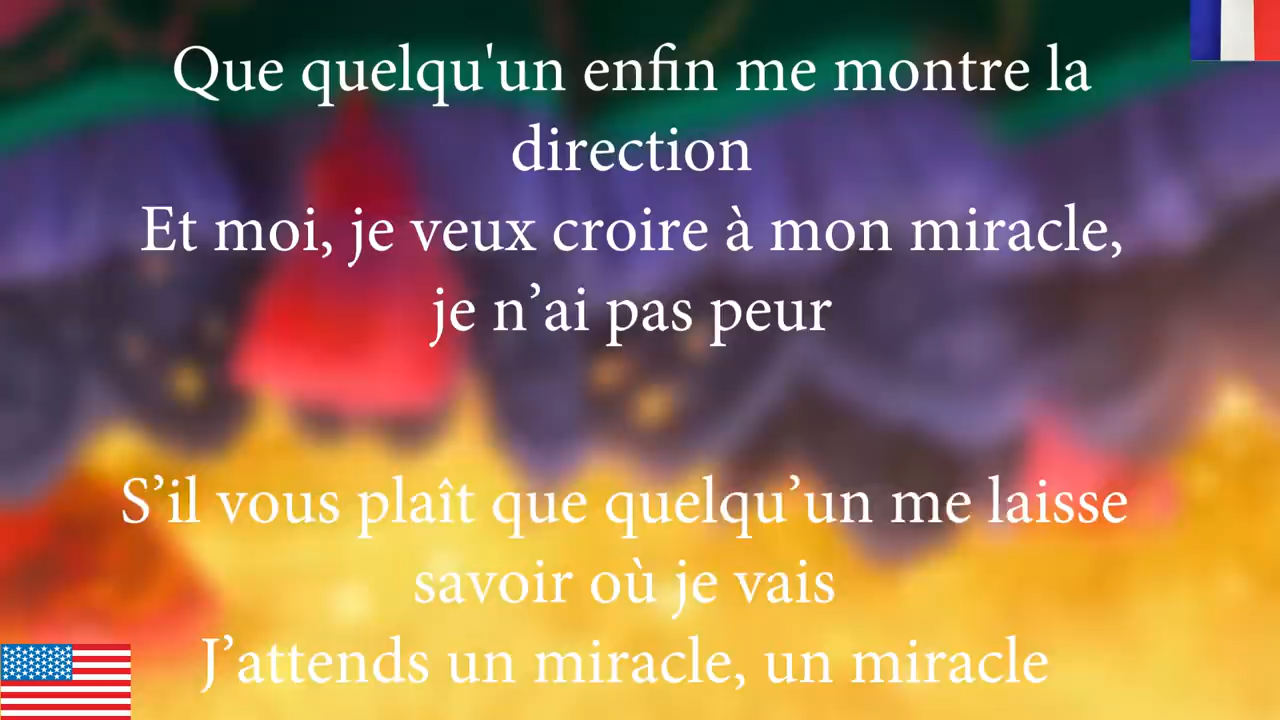 Que quelqu'un enfin me montre la
direction
Et moi, je veux croire à mon miracle,
je n’ai pas peur
S’il vous plaît que quelqu’un me laisse
savoir où je vais
J’attends un miracle, un miracle